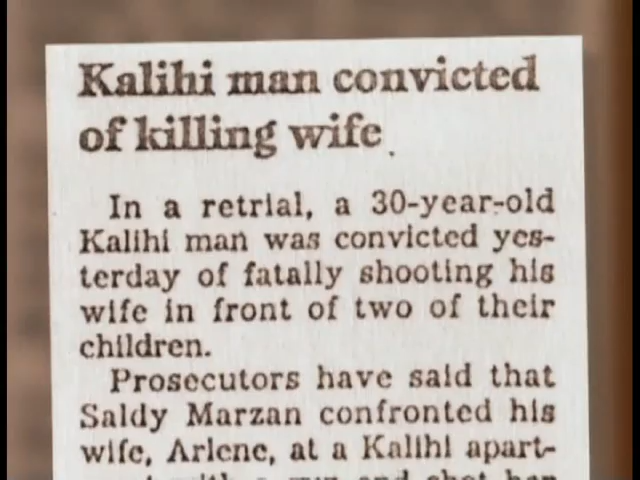 Kalihi man convicted
of killing wife
In a retrial, a 30-year-old
Kalihi man was convicted yes-
terday of fatally shooting his
wife in front of two of their
children.
Prosecutors have said that
Saldy Marzan confronted his
wife, Arlene, at a Kalihi apart-